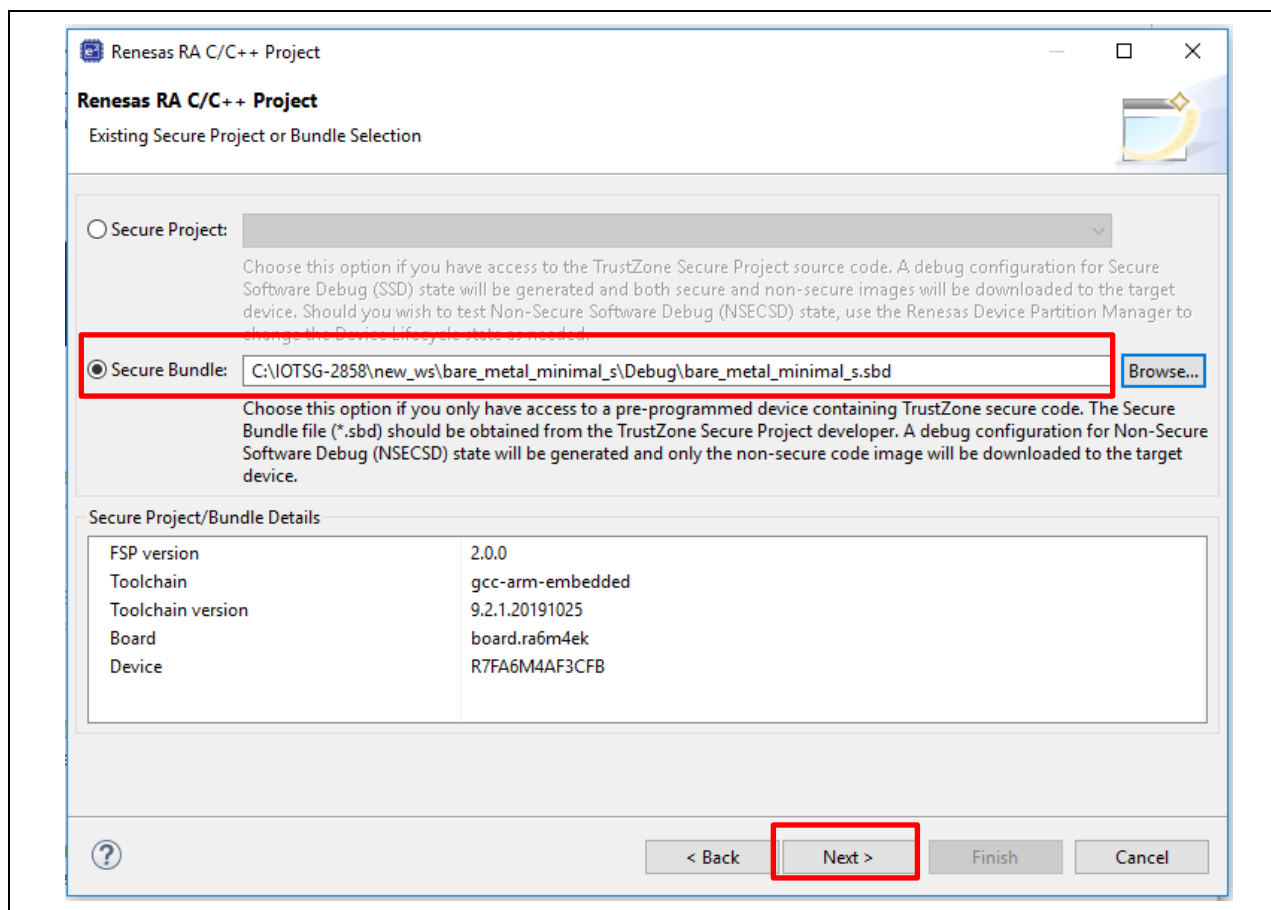 Renesas RA C/C++ Project
Renesas RA C/C++ Project
Existing Secure Project or Bundle Selection
Secure Project:
Choose this option if you have access to the TrustZone Secure Project source code. A debug configuration for Secure
Software Debug (SSD) state will be generated and both secure and non-secure images will be downloaded to the target
device. Should you wish to test Non-Secure Software Debug (NSECSD) state, use the Renesas Device Partition Manager to
change the Device Lifecycle state as needed.
Secure Bundle: C:\IOTSG-2858\new_ws\bare_metal_minimal_s\Debug\bare_metal_minimal_s.sbd Browse...
Choose this option if you only have access to a pre-programmed device containing TrustZone secure code. The Secure
Bundle file (*.sbd) should be obtained from the TrustZone Secure Project developer. A debug configuration for Non-Secure
Software Debug (NSECSD) state will be generated and only the non-secure code image will be downloaded to the target
device.
Secure Project/Bundle Details
FSP version 2.0.0
Toolchain gcc-arm-embedded
Toolchain version 9.2.1.20191025
Board board.ra6m4ek
Device R7FA6M4AF3CFB
< Back Next > Finish Cancel